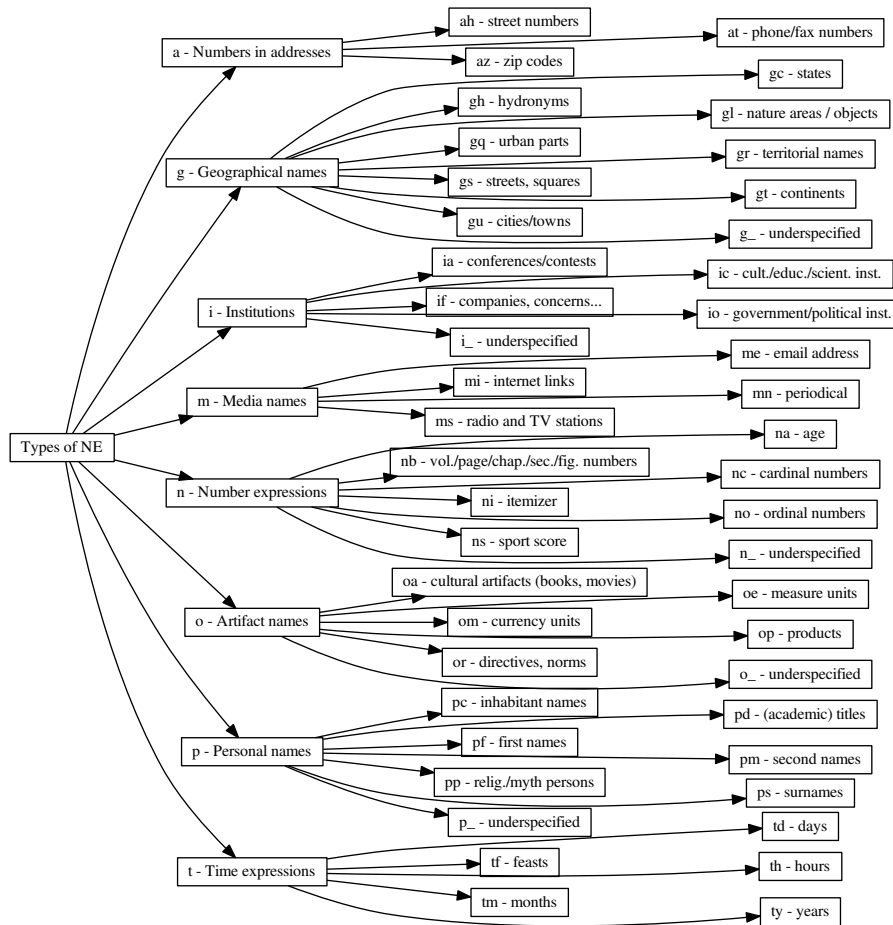 Types of NE
a - Numbers in addresses
ah - street numbers
at - phone/fax numbers
az - zip codes
g - Geographical names
gc - states
gh - hydronyms
gl - nature areas / objects
gq - urban parts
gr - territorial names
gs - streets, squares
gt - continents
gu - cities/towns
g_ - underspecified
i - Institutions
ia - conferences/contests
ic - cult./educ./scient. inst.
if - companies, concerns...
io - government/political inst.
i_ - underspecified
m - Media names
me - email address
mi - internet links
mn - periodical
ms - radio and TV stations
n - Number expressions
na - age
nb - vol./page/chap./sec./fig. numbers
nc - cardinal numbers
ni - itemizer
no - ordinal numbers
ns - sport score
n_ - underspecified
o - Artifact names
oa - cultural artifacts (books, movies)
oe - measure units
om - currency units
op - products
or - directives, norms
o_ - underspecified
p - Personal names
pc - inhabitant names
pd - (academic) titles
pf - first names
pm - second names
pp - relig./myth persons
ps - surnames
p_ - underspecified
t - Time expressions
td - days
tf - feasts
th - hours
tm - months
ty - years